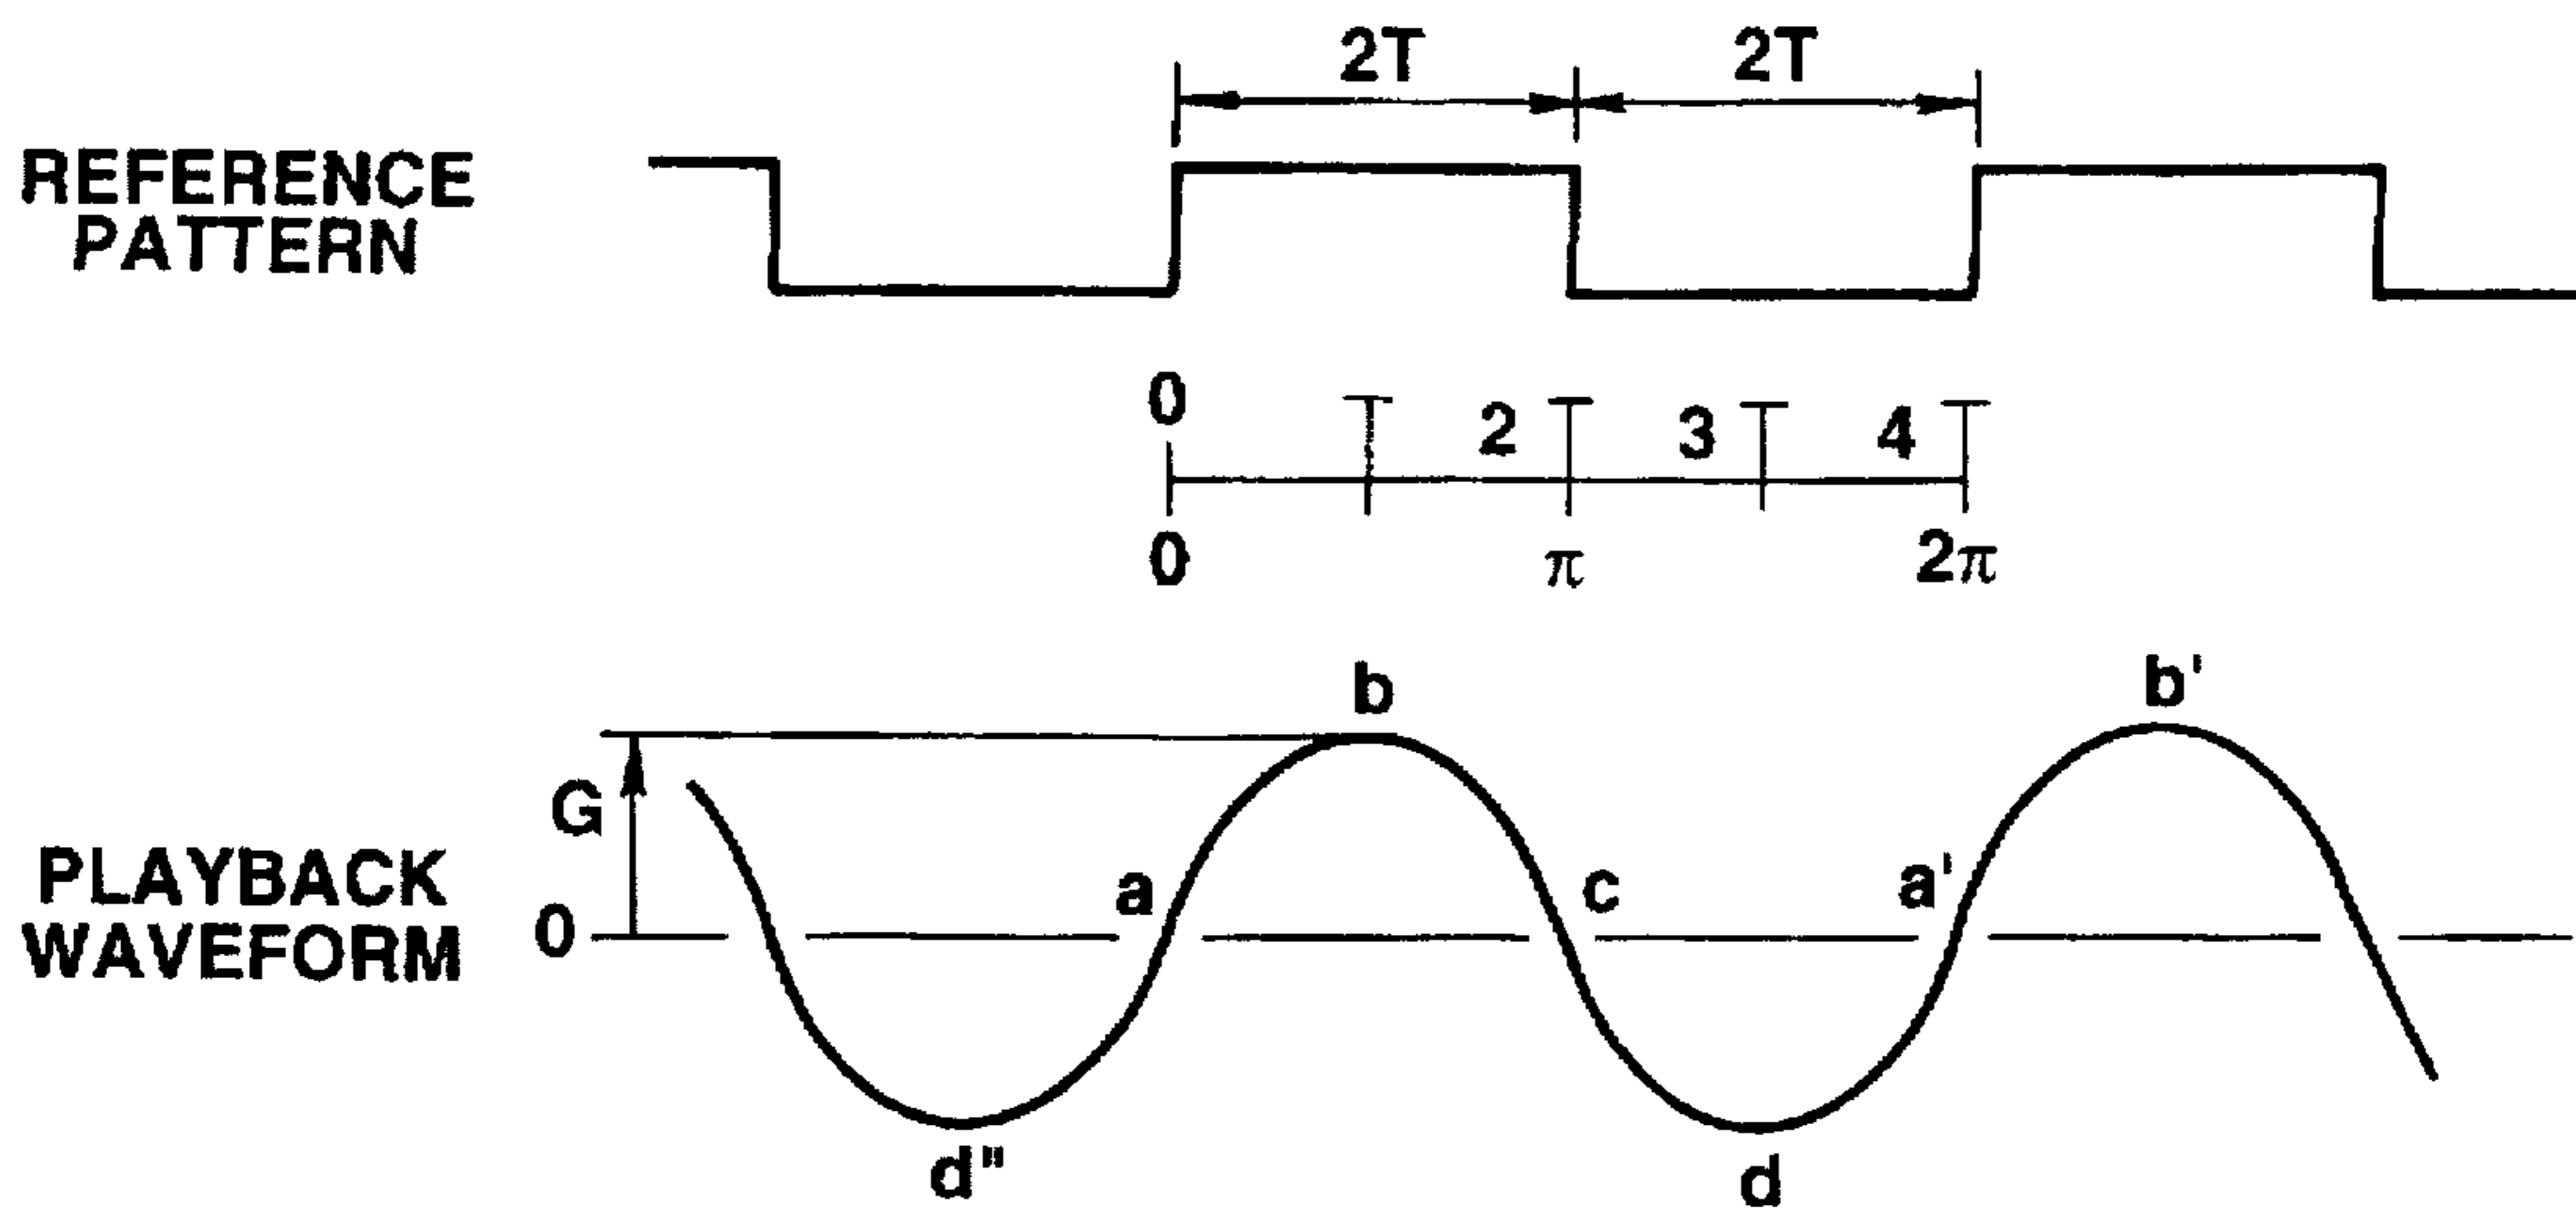 2T 2T
REFERENCE
PATTERN
0 2 3 4
0 π 2π
b b'
G
a c a'
PLAYBACK
WAVEFORM
0
d" d